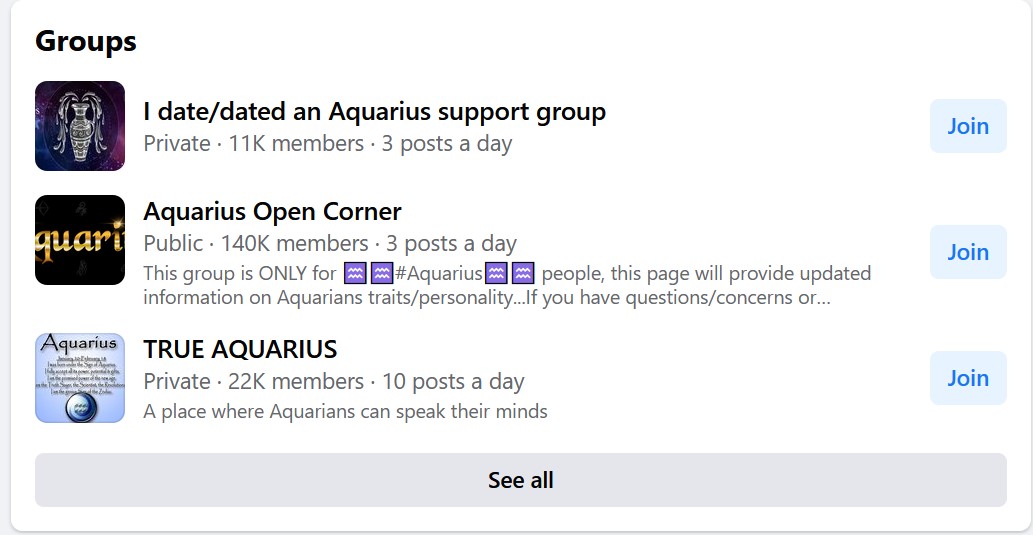 Groups
I date/dated an Aquarius support group
Private · 11K members · 3 posts a day
Join
quari
Aquarius Open Corner
Public · 140K members · 3 posts a day
This group is ONLY for ♒♒#Aquarius♒♒ people, this page will provide updated
information on Aquarians traits/personality...If you have questions/concerns or...
Join
Aquarius
TRUE AQUARIUS
Private · 22K members · 10 posts a day
A place where Aquarians can speak their minds
Join
See all